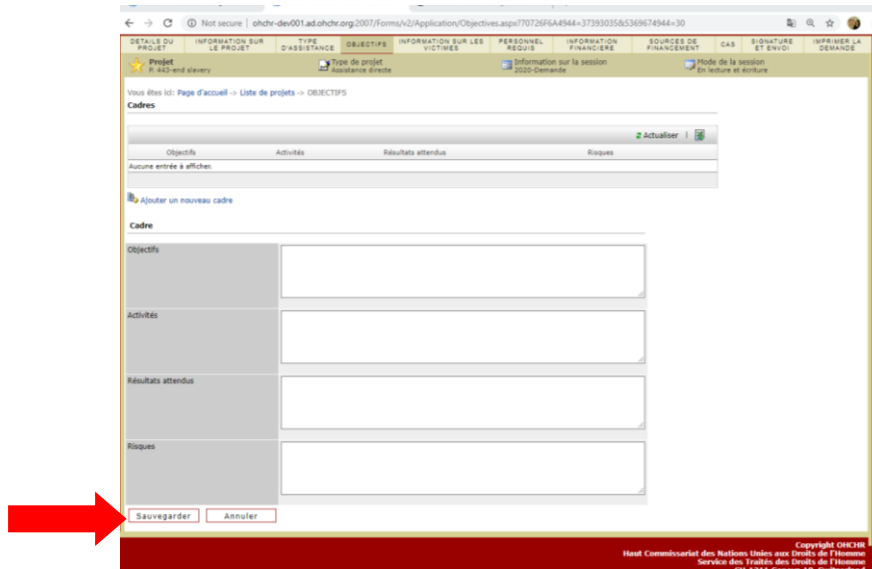 Not secure | ohchr-dev001.ad.ohchr.org:2007/Forms/v2/Application/Objectives.aspx?70726F6A4944=37393035&5369674944=30
DETAILS DU PROJET
INFORMATION SUR LE PROJET
TYPE D'ASSISTANCE
OBJECTIFS
INFORMATION SUR LES VICTIMES
PERSONNEL REQUIS
INFORMATION FINANCIERE
SOURCES DE FINANCEMENT
CAS
SIGNATURE ET ENVOI
IMPRIMER LA DEMANDE
Projet
P. 443-end slavery
Type de projet
Assistance directe
Information sur la session
2020-Demande
Mode de la session
En lecture et écriture
Vous êtes ici: Page d'accueil -> Liste de projets -> OBJECTIFS
Cadres
2 Actualiser |
Objectifs Activités Résultats attendus Risques
Aucune entrée à afficher.
Ajouter un nouveau cadre
Cadre
Objectifs
Activités
Résultats attendus
Risques
Sauvegarder Annuler
Copyright OHCHR
Haut Commissariat des Nations Unies aux Droits de l'Homme
Service des Traités des Droits de l'Homme